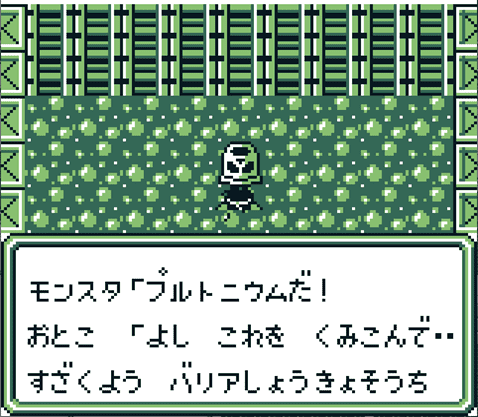 モンスタ「プルトニウムだ！
おとこ　「よし　これを　くみこんで‥
すざくよう　バリアしょうきょそうち